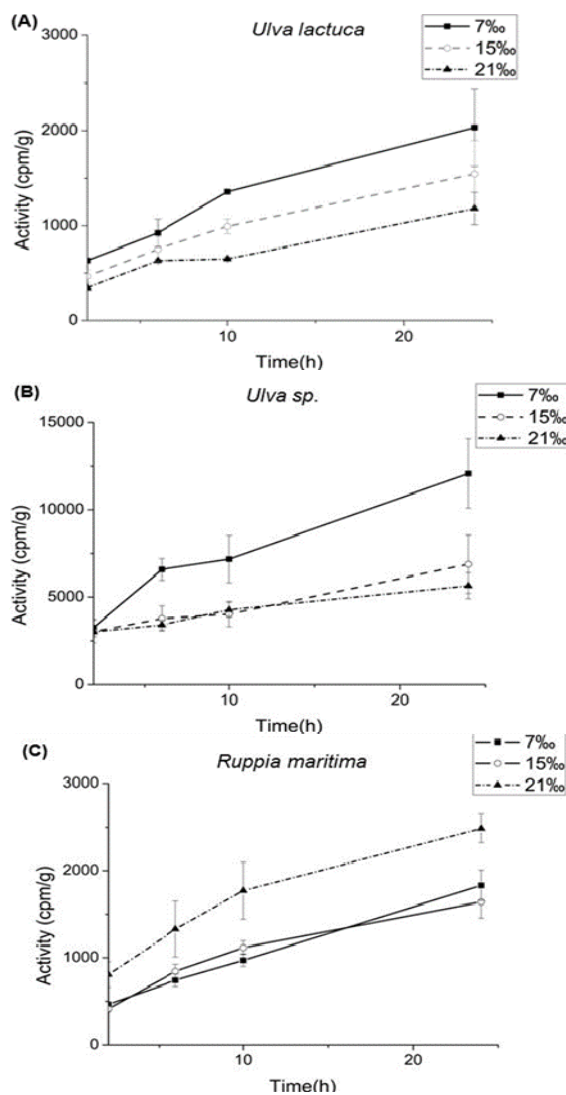 (A)
Ulva lactuca
7‰
15‰
21‰
3000
2000
1000
0
Activity (cpm/g)
10
20
Time(h)
(B)
Ulva sp.
7‰
15‰
21‰
15000
10000
5000
0
Activity (cpm/g)
10
20
Time(h)
(C)
Ruppia maritima
7‰
15‰
21‰
3000
2000
1000
0
Activity (cpm/g)
10
20
Time(h)